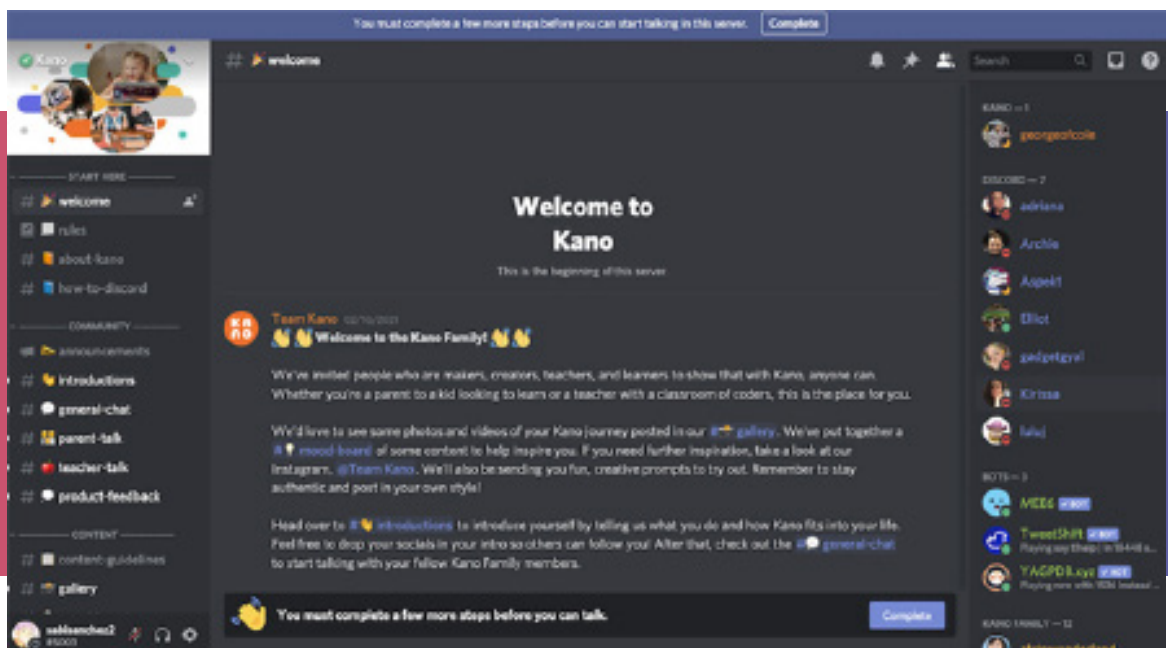 You must complete a few more steps before you can start talking in this server.
Complete
Kano
welcome
Search
START HERE
welcome
rules
about-kano
how-to-discord
COMMUNITY
announcements
introductions
general-chat
parent-talk
teacher-talk
product-feedback
CONTENT
content-guidelines
gallery
Welcome to
Kano
This is the beginning of this server
KANO
Team Kano 02/10/2021
Welcome to the Kano Family!
We've invited people who are makers, creators, teachers, and learners to show that with Kano, anyone can.
Whether you're a parent to a kid looking to learn or a teacher with a classroom of coders, this is the place for you.
We'd love to see some photos and videos of your Kano journey posted in our # gallery. We've put together a
# mood-board of some content to help inspire you. If you need further inspiration, take a look at our
Instagram, @Team Kano. We'll also be sending you fun, creative prompts to try out. Remember to stay
authentic and post in your own style!
Head over to # introductions to introduce yourself by telling us what you do and how Kano fits into your life.
Feel free to drop your socials in your intro so others can follow you! After that, check out the # general-chat
to start talking with your fellow Kano Family members.
You must complete a few more steps before you can talk.
Complete
KANO — 1
georgeofcole
DISCORD — 7
adriana
Archie
Aspekt
Elliot
gadgetgyal
Kirissa
BOTS — 3
MEE6 BOT
TweetShift BOT
YAGPDB.xyz BOT
KANO FAMILY — 12